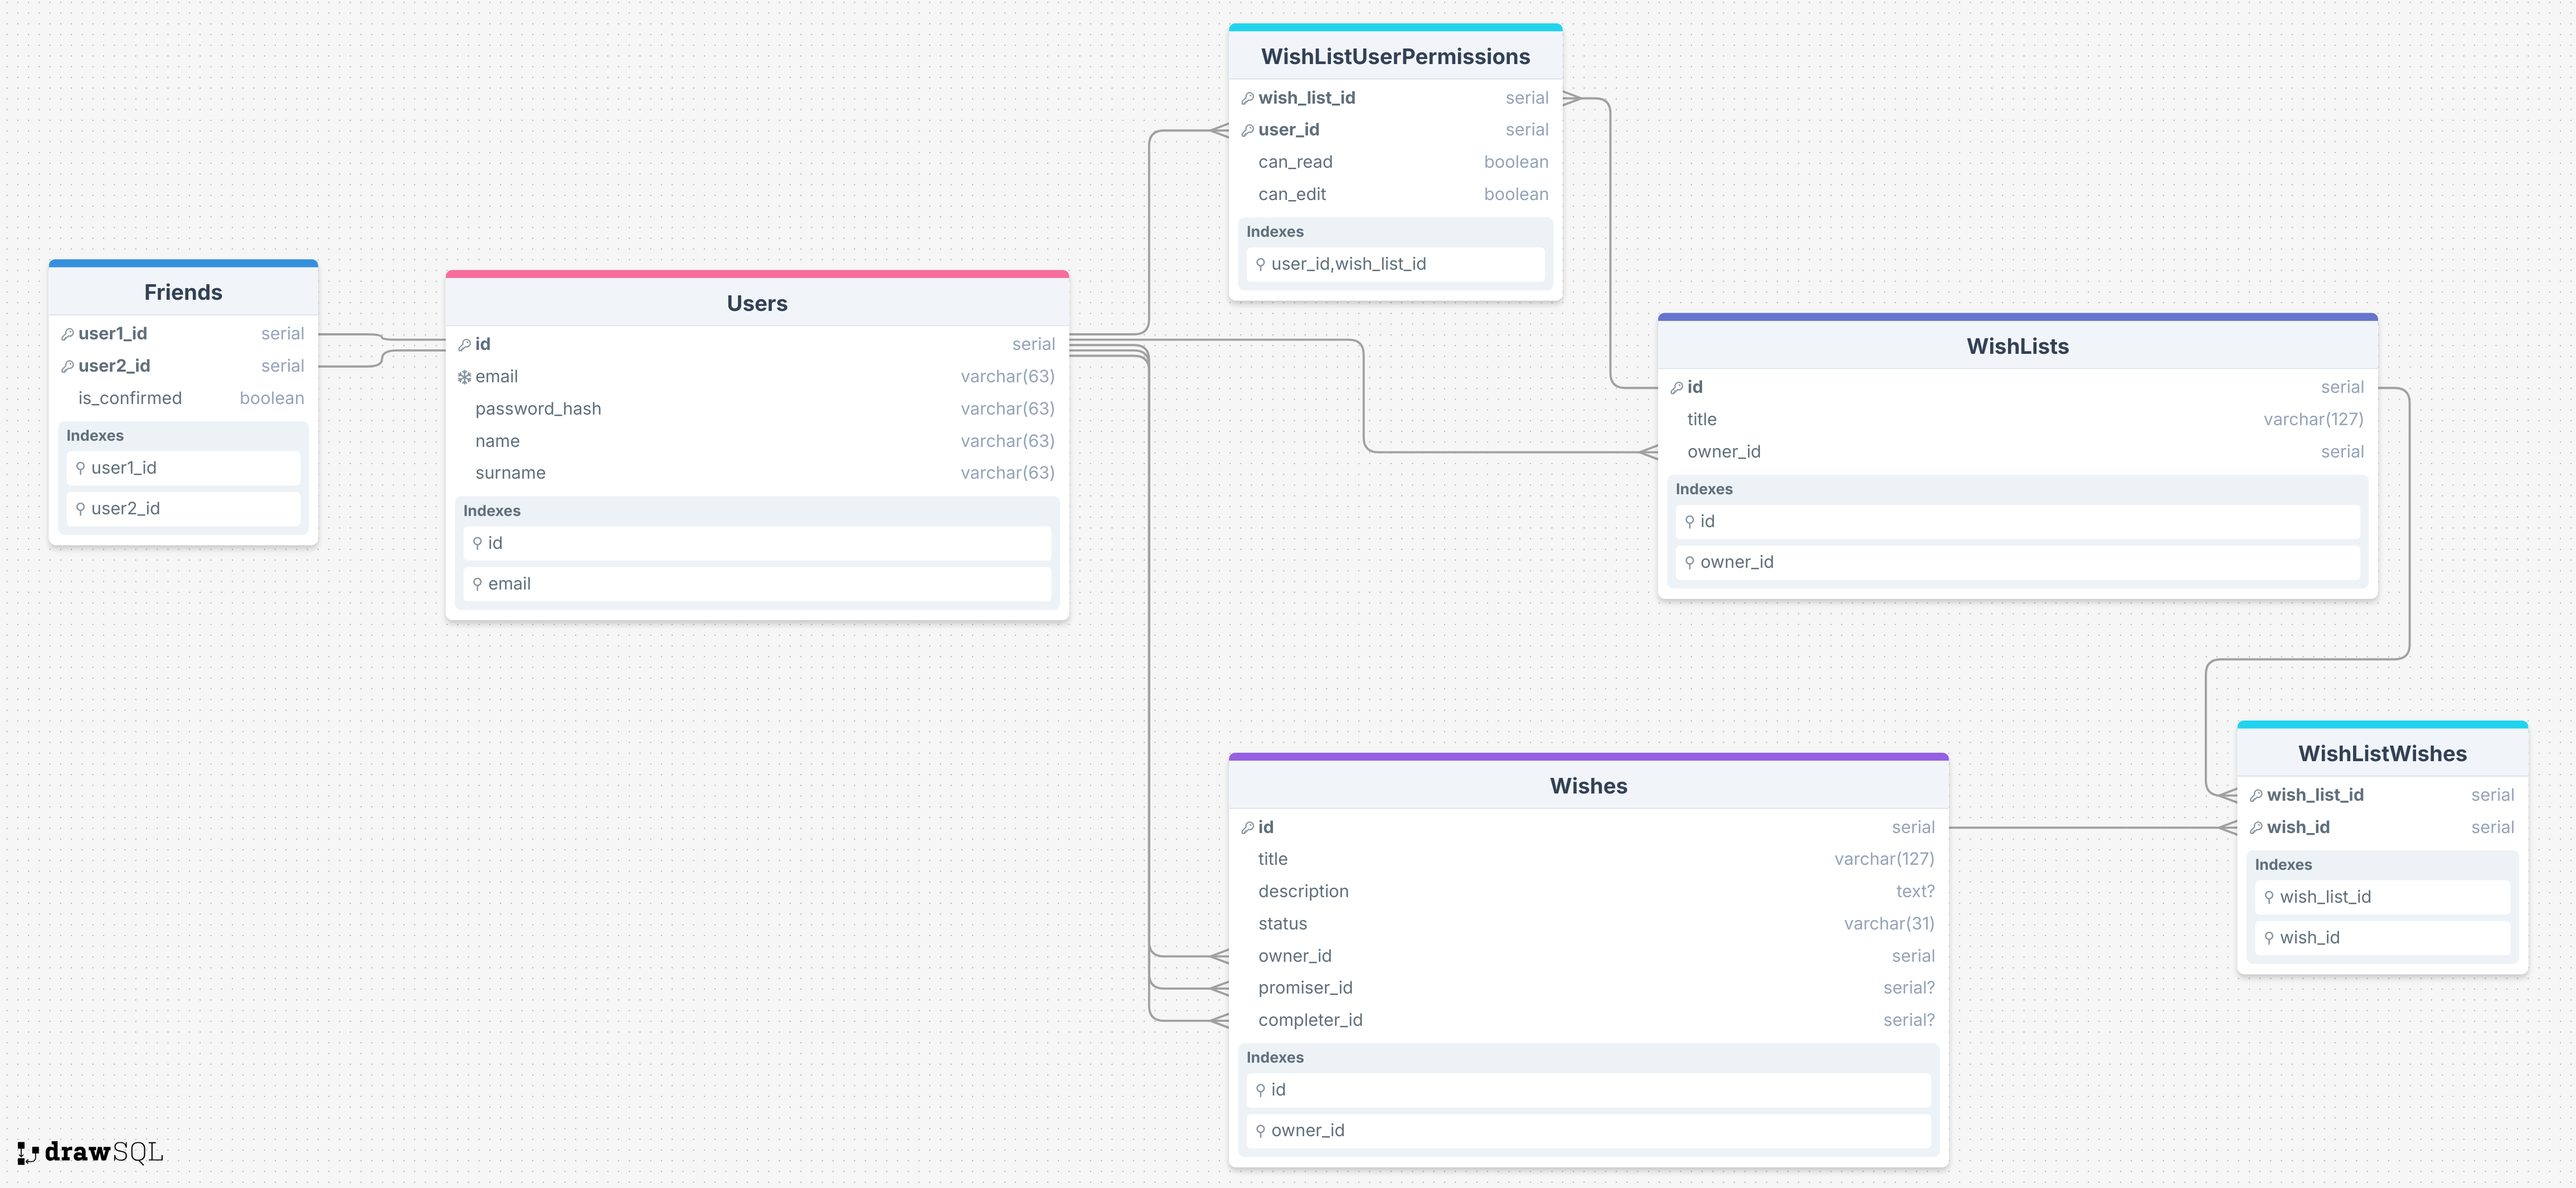 WishListUserPermissions
wish_list_id serial
user_id serial
can_read boolean
can_edit boolean
Indexes
user_id,wish_list_id
Friends
user1_id serial
user2_id serial
is_confirmed boolean
Indexes
user1_id
user2_id
Users
id serial
email varchar(63)
password_hash varchar(63)
name varchar(63)
surname varchar(63)
Indexes
id
email
WishLists
id serial
title varchar(127)
owner_id serial
Indexes
id
owner_id
Wishes
id serial
title varchar(127)
description text?
status varchar(31)
owner_id serial
promiser_id serial?
completer_id serial?
Indexes
id
owner_id
WishListWishes
wish_list_id serial
wish_id serial
Indexes
wish_list_id
wish_id
drawSQL